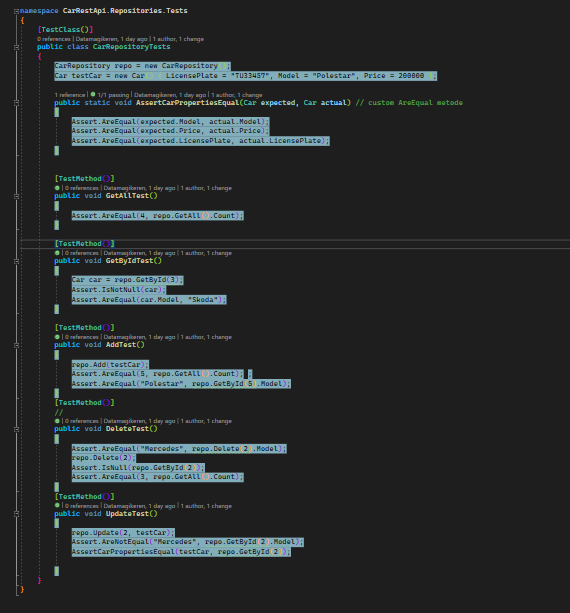 namespace CarRestApi.Repositories.Tests
{
[TestClass()]
0 references | Datamagikeren, 1 day ago | 1 author, 1 change
public class CarRepositoryTests
{
CarRepository repo = new CarRepository();
Car testCar = new Car() { LicensePlate = "TU33457", Model = "Polestar", Price = 200000 };
1 reference | 1/1 passing | Datamagikeren, 1 day ago | 1 author, 1 change
public static void AssertCarPropertiesEqual(Car expected, Car actual) // custom AreEqual metode
{
Assert.AreEqual(expected.Model, actual.Model);
Assert.AreEqual(expected.Price, actual.Price);
Assert.AreEqual(expected.LicensePlate, actual.LicensePlate);
}
[TestMethod()]
0 references | Datamagikeren, 1 day ago | 1 author, 1 change
public void GetAllTest()
{
Assert.AreEqual(4, repo.GetAll().Count);
}
[TestMethod()]
0 references | Datamagikeren, 1 day ago | 1 author, 1 change
public void GetByIdTest()
{
Car car = repo.GetById(3);
Assert.IsNotNull(car);
Assert.AreEqual(car.Model, "Skoda");
}
[TestMethod()]
0 references | Datamagikeren, 1 day ago | 1 author, 1 change
public void AddTest()
{
repo.Add(testCar);
Assert.AreEqual(5, repo.GetAll().Count); ;
Assert.AreEqual("Polestar", repo.GetById(5).Model);
}
[TestMethod()]
//
0 references | Datamagikeren, 1 day ago | 1 author, 1 change
public void DeleteTest()
{
Assert.AreEqual("Mercedes", repo.Delete(2).Model);
repo.Delete(2);
Assert.IsNull(repo.GetById(2));
Assert.AreEqual(3, repo.GetAll().Count);
}
[TestMethod()]
0 references | Datamagikeren, 1 day ago | 1 author, 1 change
public void UpdateTest()
{
repo.Update(2, testCar);
Assert.AreNotEqual("Mercedes", repo.GetById(2).Model);
AssertCarPropertiesEqual(testCar, repo.GetById(2));
}
}
}